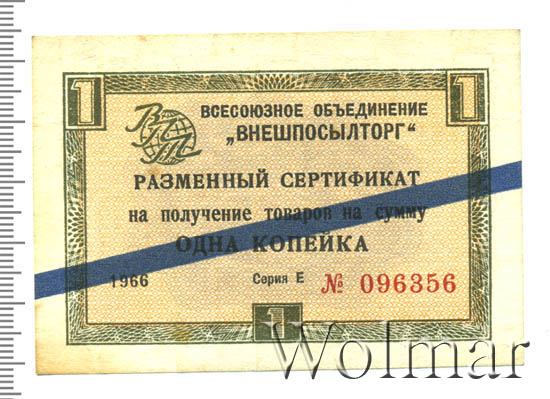 1 1
ВПТ
ВСЕСОЮЗНОЕ ОБЪЕДИНЕНИЕ
„ВНЕШПОСЫЛТОРГ“
РАЗМЕННЫЙ СЕРТИФИКАТ
на получение товаров на сумму
ОДНА КОПЕЙКА
1966 Серия Е № 096356
1
Wolmar